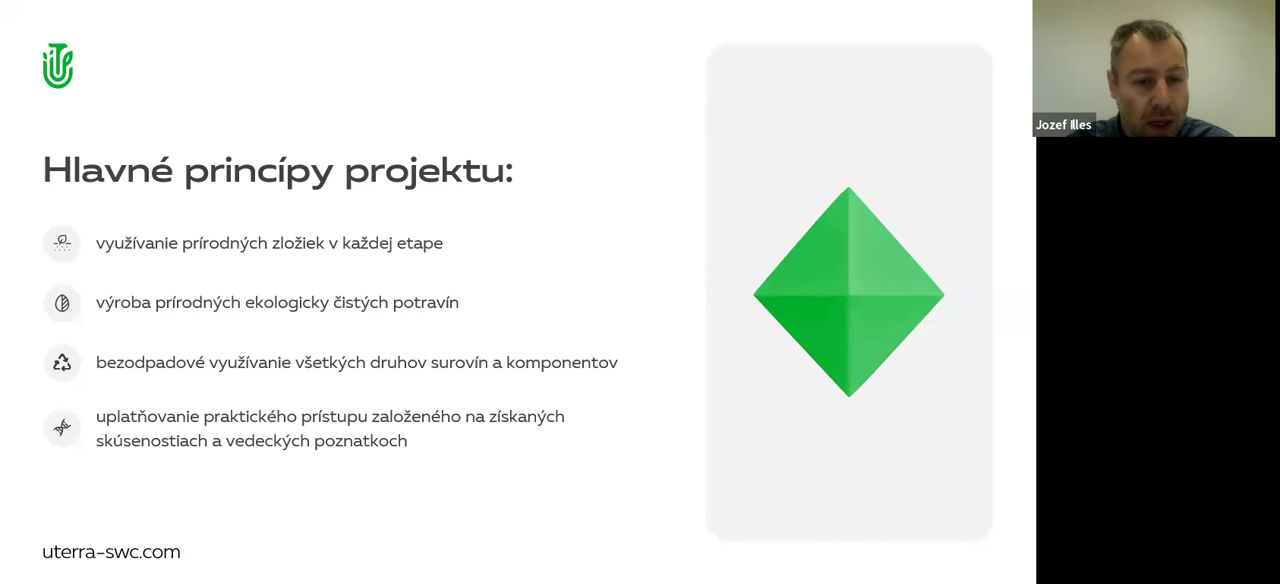 Hlavné princípy projektu:
využívanie prírodných zložiek v každej etape
výroba prírodných ekologicky čistých potravín
bezodpadové využívanie všetkých druhov surovín a komponentov
uplatňovanie praktického prístupu založeného na získaných
skúsenostiach a vedeckých poznatkoch
uterra-swc.com
Jozef Illes